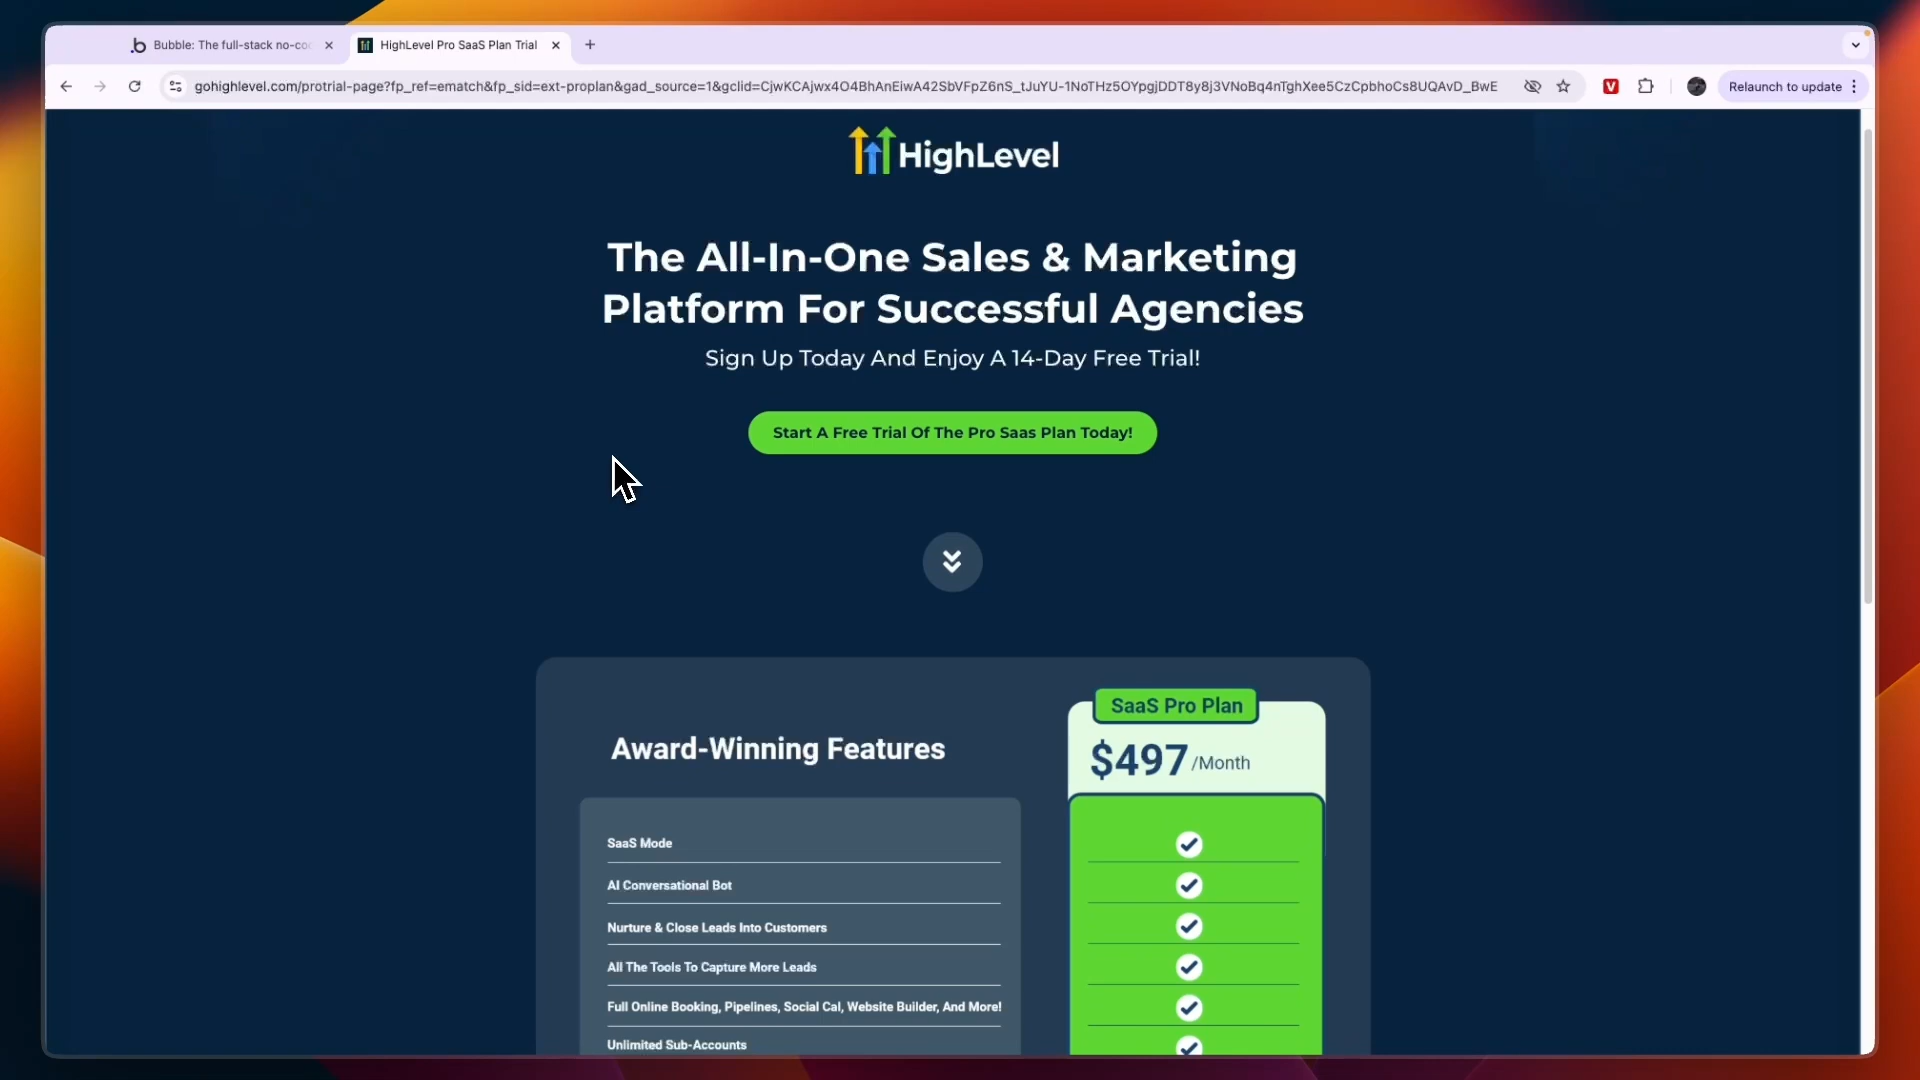 Bubble: The full-stack no-co
HighLevel Pro SaaS Plan Trial
gohighlevel.com/protrial-page?fp_ref=ematch&fp_sid=ext-proplan&gad_source=1&gclid=CjwKCAjwx4O4BhAnEiwA42SbVFpZ6nS_tJuYU-1NoTHz5OYpgjDDT8y8j3VNoBq4nTghXee5CzCpbhoCs8UQAvD_BwE
Relaunch to update
HighLevel
The All-In-One Sales & Marketing
Platform For Successful Agencies
Sign Up Today And Enjoy A 14-Day Free Trial!
Start A Free Trial Of The Pro Saas Plan Today!
SaaS Pro Plan
Award-Winning Features
$497 /Month
SaaS Mode
AI Conversational Bot
Nurture & Close Leads Into Customers
All The Tools To Capture More Leads
Full Online Booking, Pipelines, Social Cal, Website Builder, And More!
Unlimited Sub-Accounts